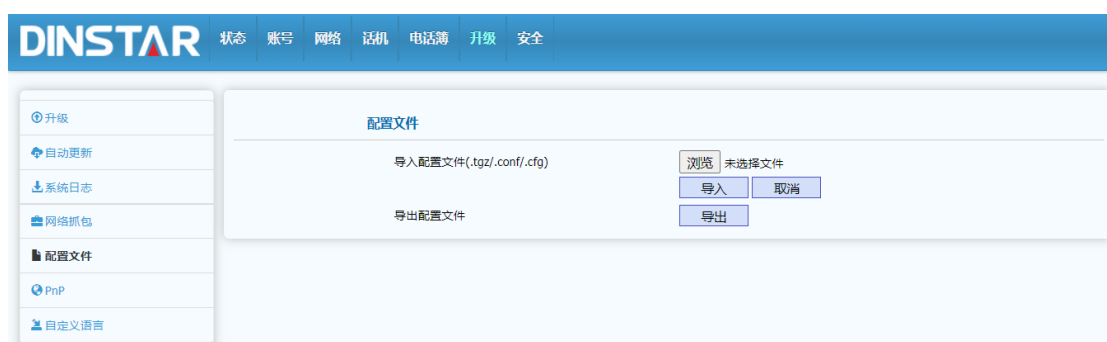 DINSTAR 状态 账号 网络 话机 电话簿 升级 安全
升级
自动更新
系统日志
网络抓包
配置文件
PnP
自定义语言
配置文件
导入配置文件(.tgz/.conf/.cfg) 浏览 未选择文件
导入 取消
导出配置文件 导出